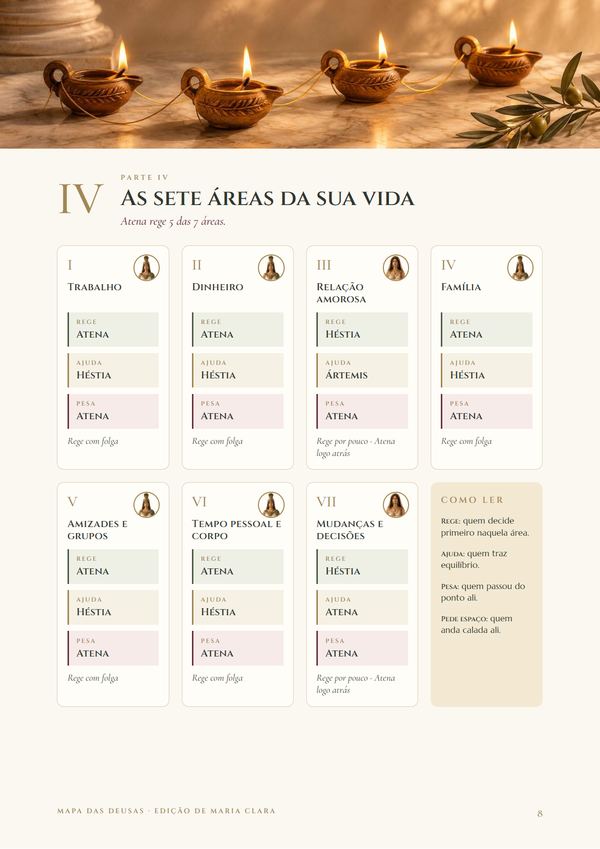 PARTE IV
IV
As sete áreas da sua vida
Atena rege 5 das 7 áreas.
I
Trabalho
REGE
Atena
AJUDA
Héstia
PESA
Atena
Rege com folga
II
Dinheiro
REGE
Atena
AJUDA
Héstia
PESA
Atena
Rege com folga
III
Relação
amorosa
REGE
Héstia
AJUDA
Ártemis
PESA
Atena
Rege por pouco · Atena
logo atrás
IV
Família
REGE
Atena
AJUDA
Héstia
PESA
Atena
Rege com folga
V
Amizades e
grupos
REGE
Atena
AJUDA
Héstia
PESA
Atena
Rege com folga
VI
Tempo pessoal e
corpo
REGE
Atena
AJUDA
Héstia
PESA
Atena
Rege com folga
VII
Mudanças e
decisões
REGE
Héstia
AJUDA
Atena
PESA
Atena
Rege por pouco · Atena
logo atrás
COMO LER
Rege: quem decide
primeiro naquela área.
Ajuda: quem traz
equilíbrio.
Pesa: quem passou do
ponto ali.
Pede espaço: quem
anda calada ali.
MAPA DAS DEUSAS · EDIÇÃO DE MARIA CLARA
8